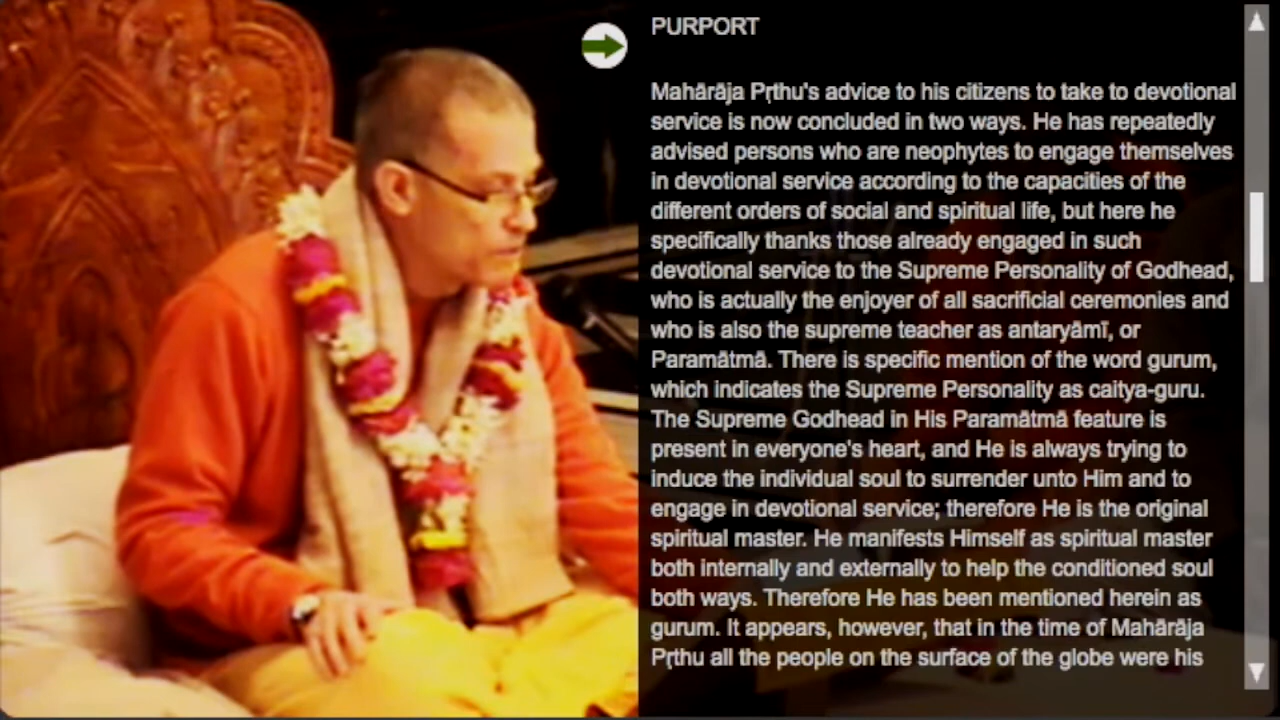 PURPORT
Mahārāja Pṛthu's advice to his citizens to take to devotional
service is now concluded in two ways. He has repeatedly
advised persons who are neophytes to engage themselves
in devotional service according to the capacities of the
different orders of social and spiritual life, but here he
specifically thanks those already engaged in such
devotional service to the Supreme Personality of Godhead,
who is actually the enjoyer of all sacrificial ceremonies and
who is also the supreme teacher as antaryāmī, or
Paramātmā. There is specific mention of the word gurum,
which indicates the Supreme Personality as caitya-guru.
The Supreme Godhead in His Paramātmā feature is
present in everyone's heart, and He is always trying to
induce the individual soul to surrender unto Him and to
engage in devotional service; therefore He is the original
spiritual master. He manifests Himself as spiritual master
both internally and externally to help the conditioned soul
both ways. Therefore He has been mentioned herein as
gurum. It appears, however, that in the time of Mahārāja
Pṛthu all the people on the surface of the globe were his